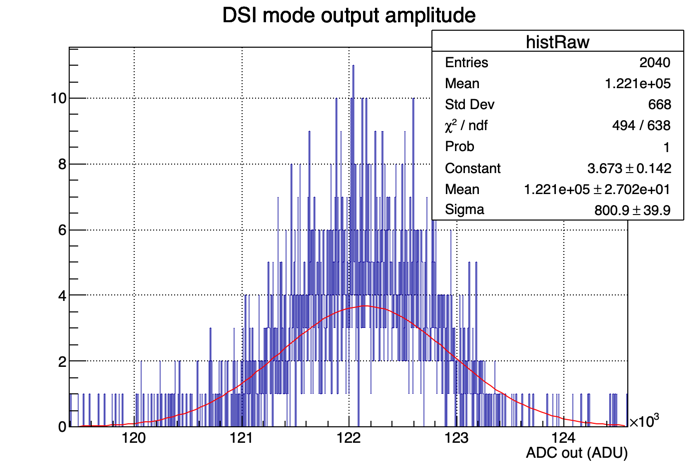 DSI mode output amplitude
histRaw
Entries 2040
Mean 1.221e+05
Std Dev 668
χ² / ndf 494 / 638
Prob 1
Constant 3.673 ± 0.142
Mean 1.221e+05 ± 2.702e+01
Sigma 800.9 ± 39.9
10
8
6
4
2
0
120 121 122 123 124
×10³
ADC out (ADU)